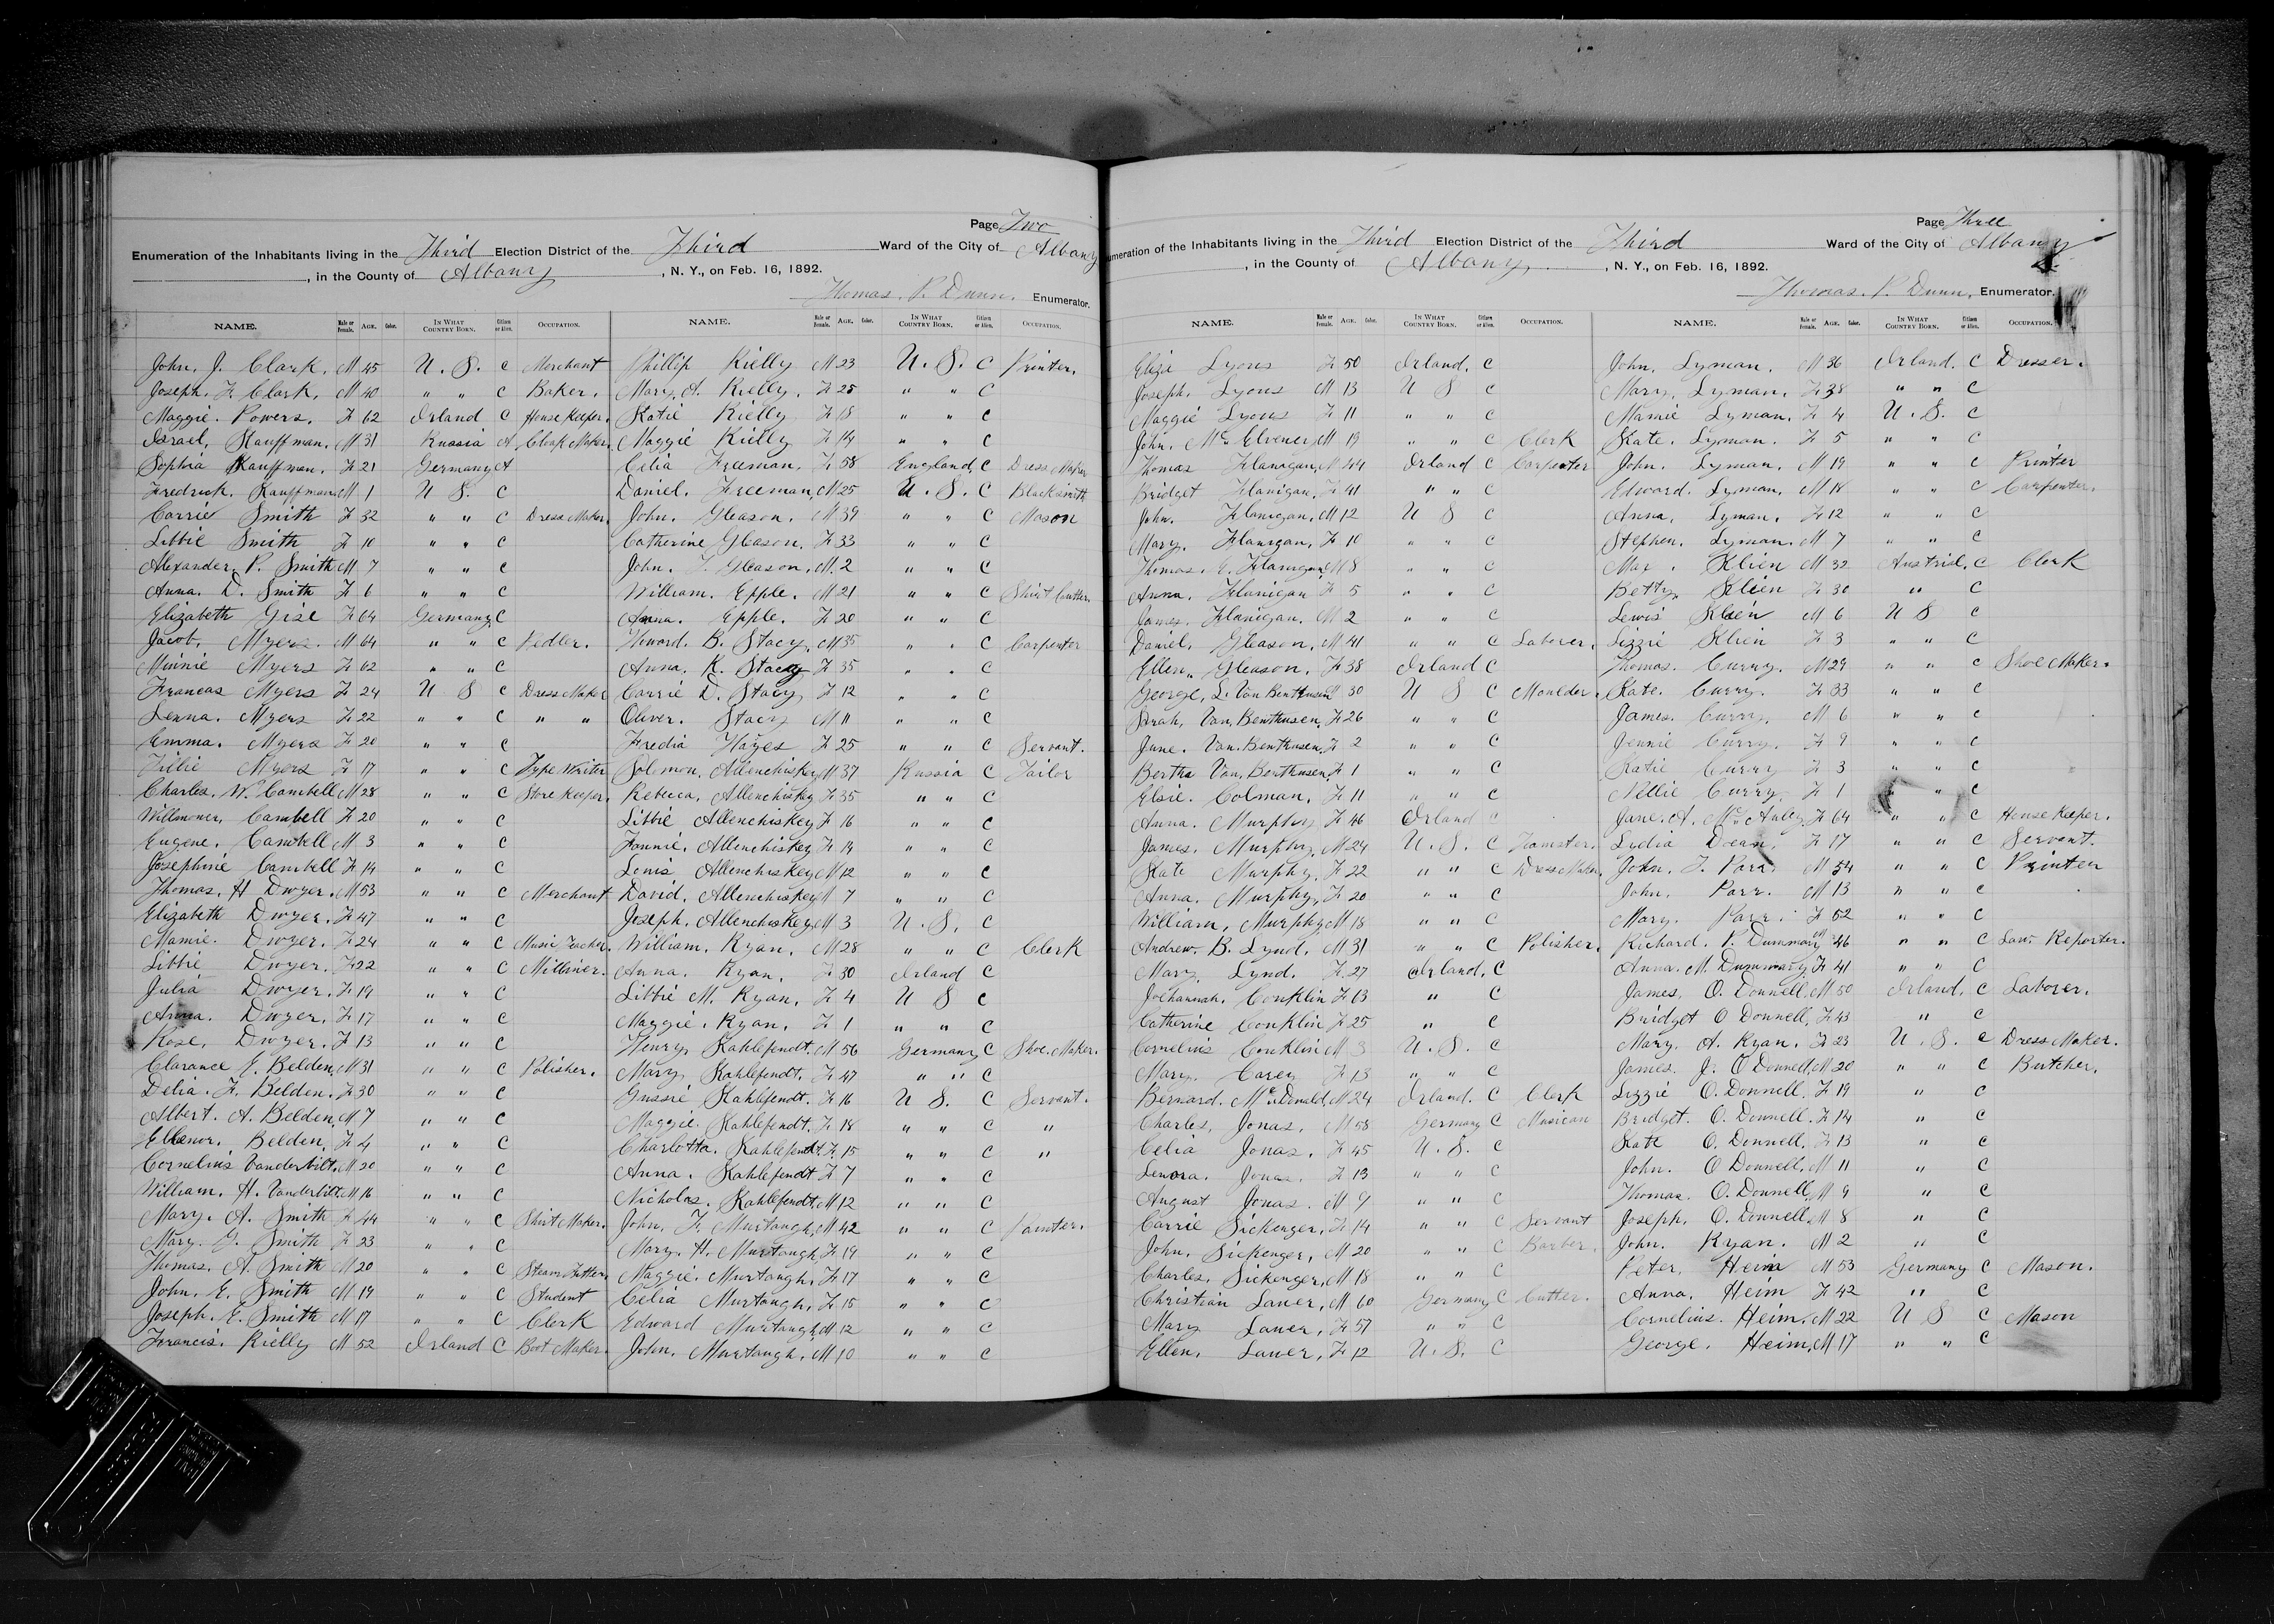 Page Two
Enumeration of the Inhabitants living in the Third Election District of the Third Ward of the City of Albany
, in the County of Albany , N. Y., on Feb. 16, 1892.
Thomas. P. Dunn. Enumerator.
NAME. Male or Female. AGE. Color. IN WHAT COUNTRY BORN. Citizen or Alien. OCCUPATION.
John. J. Clark. M 45 U. S. C Merchant
Joseph. F. Clark. M 40 " " C Baker.
Maggie. Powers. F 62 Irland C House Keeper.
Israel. Kauffman. M 31 Russia A Cloak Maker.
Sophia Kauffman. F 21 Germany A
Fredrick. Kauffman M 1 U S. C
Carrie Smith F 32 " " C Dress Maker.
Libbie Smith F 10 " " C
Alexander. P. Smith M 7 " " C
Anna. D. Smith F 6 " " C
Elizabeth Gise F 64 Germany C
Jacob. Myers. M 64 " " C Pedler.
Minnie Myers F 62 " " C
Francas Myers F 24 U S C Dress Maker
Lenna. Myers F 22 " " C " "
Emma. Myers F 20 " " C
Tillie Myers F 17 " " C Type Writer
Charles. W. Cambell M 28 " " C Store Keeper.
Willmoner. Cambell F 20 " " C
Eugene. Cambell M 3 " " C
Josephine Cambell F 14 " " C
Thomas. H Dwyer. M 53 " " C Merchant
Elizabeth Dwyer. F 47 " " C
Mamie. Dwyer. F 24 " " C Music Teacher.
Libbie Dwyer. F 22 " " C Milliner.
Julia Dwyer. F 19 " " C
Anna. Dwyer. F 17 " " C
Rose. Dwyer. F 13 " " C
Clarance E. Belden. M 31 " " C Polisher.
Delia. F. Belden. F 30 " " C
Albert. A. Belden. M 7 " " C
Elleanor. Belden. F 4 " " C
Cornelius Vanderbilt. M 20 " " C
William. H. Vanderbilt. M 16 " " C
Mary. A. Smith F 44 " " C Shirt Maker.
Mary. J. Smith F 23 " " C
Thomas. A. Smith M 20 " " C Steam Fitter.
John. E. Smith M 19 " " C Student
Joseph. E. Smith M 17 " " C Clerk
Francis. Rielly M 52 Irland C Boot Maker.
NAME. Male or Female. AGE. Color. IN WHAT COUNTRY BORN. Citizen or Alien. OCCUPATION.
Phillip Rielly M 23 U. S. C Printer.
Mary. A. Rielly. F 25 " " C
Katie Rielly F 18 " " C
Maggie Rielly F 14 " " C
Celia Freeman. F 58 England. C Dress Maker
Daniel. Freeman. M 25 U. S. C Blacksmith
John. Gleason. M 39 " " C Mason
Catherine Gleason. F 33 " " C
John. J. Gleason. M. 2 " " C
William. Epple. M 21 " " C Shirt Cutter.
Anna. Epple. F 20 " " C
Howard. B. Stacy. M 35 " " C Carpenter
Anna. K. Stacy F 35 " " C
Carrie D. Stacy F 12 " " C
Oliver. Stacy M 11 " " C
Fredia Hayes F 25 " " C Servant.
Solomon. Allenchiskey M. 37 Russia C Tailor
Rebecca. Allenchiskey F 35 " " C
Libbie Allenchiskey F 16 " " C
Fannie. Allenchiskey F 14 " " C
Lewis Allenchiskey M 12 " " C
David. Allenchiskey M 7 " " C
Joseph. Allenchiskey M 3 U. S. C
William. Ryan. M 28 " " C Clerk
Anna. Ryan. F 30 Irland C
Libbie M. Ryan. F 4 U S C
Maggie. Ryan. F 1 " " C
Henry. Kahlefendt. M 56 Germany C Shoe. Maker.
Mary Kahlefendt. F 47 " " C
Gussie Kahlefendt. F 16 U S. C Servant.
Maggie. Kahlefendt. F 18 " " C "
Charlotta. Kahlefendt. F. 15 " " C "
Anna. Kahlefendt F 7 " " C
Nicholas. Kahlefendt. M 12 " " C
John. F. Murtaugh. M 42 " " C Painter.
Mary. H. Murtaugh F 19 " " C
Maggie. Murtaugh. F 17 " " C
Celia Murtaugh. F 15 " " C
Edward Murtaugh. M 12 " " C
John. Murtaugh. M 10 " " C
Page Three
Enumeration of the Inhabitants living in the Third Election District of the Third Ward of the City of Albany
, in the County of Albany , N. Y., on Feb. 16, 1892.
Thomas. P. Dunn. Enumerator.
NAME. Male or Female. AGE. Color. IN WHAT COUNTRY BORN. Citizen or Alien. OCCUPATION.
Eliza Lyons F 50 Irland. C
Joseph. Lyons M 13 U S C
Maggie Lyons F 11 " " C
John. Mc Elvener M 19 " " C Clerk
Thomas Flanigan. M 44 Irland C Carpenter
Bridget Flanigan. F 41 " " C
John. Flanigan. M 12 U S C
Mary. Flanigan. F 10 " " C
Thomas. E. Flanigan M 8 " " C
Anna. Flanigan F 5 " " C
James. Flanigan. M 2 " " C
Daniel. Gleason. M 41 " " C Laborer.
Ellen. Gleason. F 38 Irland C
George. L. Van Benthusen M 30 U S C Moulder.
Sarah. Van. Benthusen. F 26 " " C
June. Van. Benthusen. F 2 " " C
Bertha Van. Benthusen. F 1 " " C
Elsie. Colman. F 11 " " C
Anna. Murphy F 46 Irland C
James. Murphy. M 24 U. S. C Teamster.
Kate Murphy. F 22 " " C Dress Maker.
Anna. Murphy. F 20 " " C
William. Murphy M 18 " " C
Andrew. B. Lynd. M 31 " " C Polisher.
Mary. Lynd. F 27 Irland. C
Joehannah. Conklin F 63 " C
Catherine Conklin F 25 " C
Cornelius Conklin M 3 U. S. C
Mary. Carey F 13 " " C
Bernard. Mc Donald. M 24 Irland. C Clerk
Charles. Jonas. M 58 Germany C Musican
Celia Jonas. F 45 U. S. C
Lenora. Jonas. F 13 " " C
August Jonas. M 9 " " C
Carrie Sickenger. F 14 " " C Servant
John. Sickenger. M 20 " " C Barber.
Charles. Sickenger. M 18 " " C
Christian Lauer. M 60 Germany C Cutter.
Mary Lauer. F 57 " " C
Ellen. Lauer. F 12 U. S. C
NAME. Male or Female. AGE. Color. IN WHAT COUNTRY BORN. Citizen or Alien. OCCUPATION.
John. Lyman. M 36 Irland. C Dresser.
Mary. Lyman. F 38 " " C
Mamie Lyman. F 4 U. S. C
Kate. Lyman. F 5 " " C
John. Lyman. M 19 " " C Printer
Edward. Lyman. M 18 " " C Carpenter.
Anna. Lyman. F 12 " " C
Stephen. Lyman. M 7 " " C
Max. Klien M 32 Austria. C Clerk
Betty. Klien F 30 " C
Lewis Klien M 6 U S C
Lizzie Klien F 3 " " C
Thomas. Curry. M 29 " " C Shoe Maker.
Kate. Curry. F 33 " " C
James. Curry. M 6 " " C
Jennie Curry. F 9 " " C
Katie Curry F 3 " " C
Nellie Curry. F 1 " " C
Jane. A. Mc Auley. F 64 " " C House Keeper.
Lydia Dean. F 17 " " C Servant.
John. J. Parr. M 54 " " C Printer
John. Parr. M 13 " " C
Mary. Parr. F 52 " " C
Richard. P. Dummary M 46 " " C Law Reporter.
Anna. M. Dummary. F 41 " " C
James. O. Donnell. M 50 Irland. C Laborer.
Bridget O Donnell. F 43 " C
Mary. A. Ryan. F 23 U. S. C Dress Maker.
James. J. O Donnell. M 20 " " C Butcher.
Lizzie O. Donnell. F 19 " C
Bridget. O. Donnell. F 14 " C
Kate O. Donnell. F 13 " C
John. O Donnell. M 11 " C
Thomas. O. Donnell. M 9 " C
Joseph. O. Donnell. M 8 " C
John. Ryan. M 2 " C
Peter. Heim M 53 Germany C Mason.
Anna. Heim F 42 " C
Cornelius. Heim. M 22 U S C Mason
George. Heim. M 17 " " C